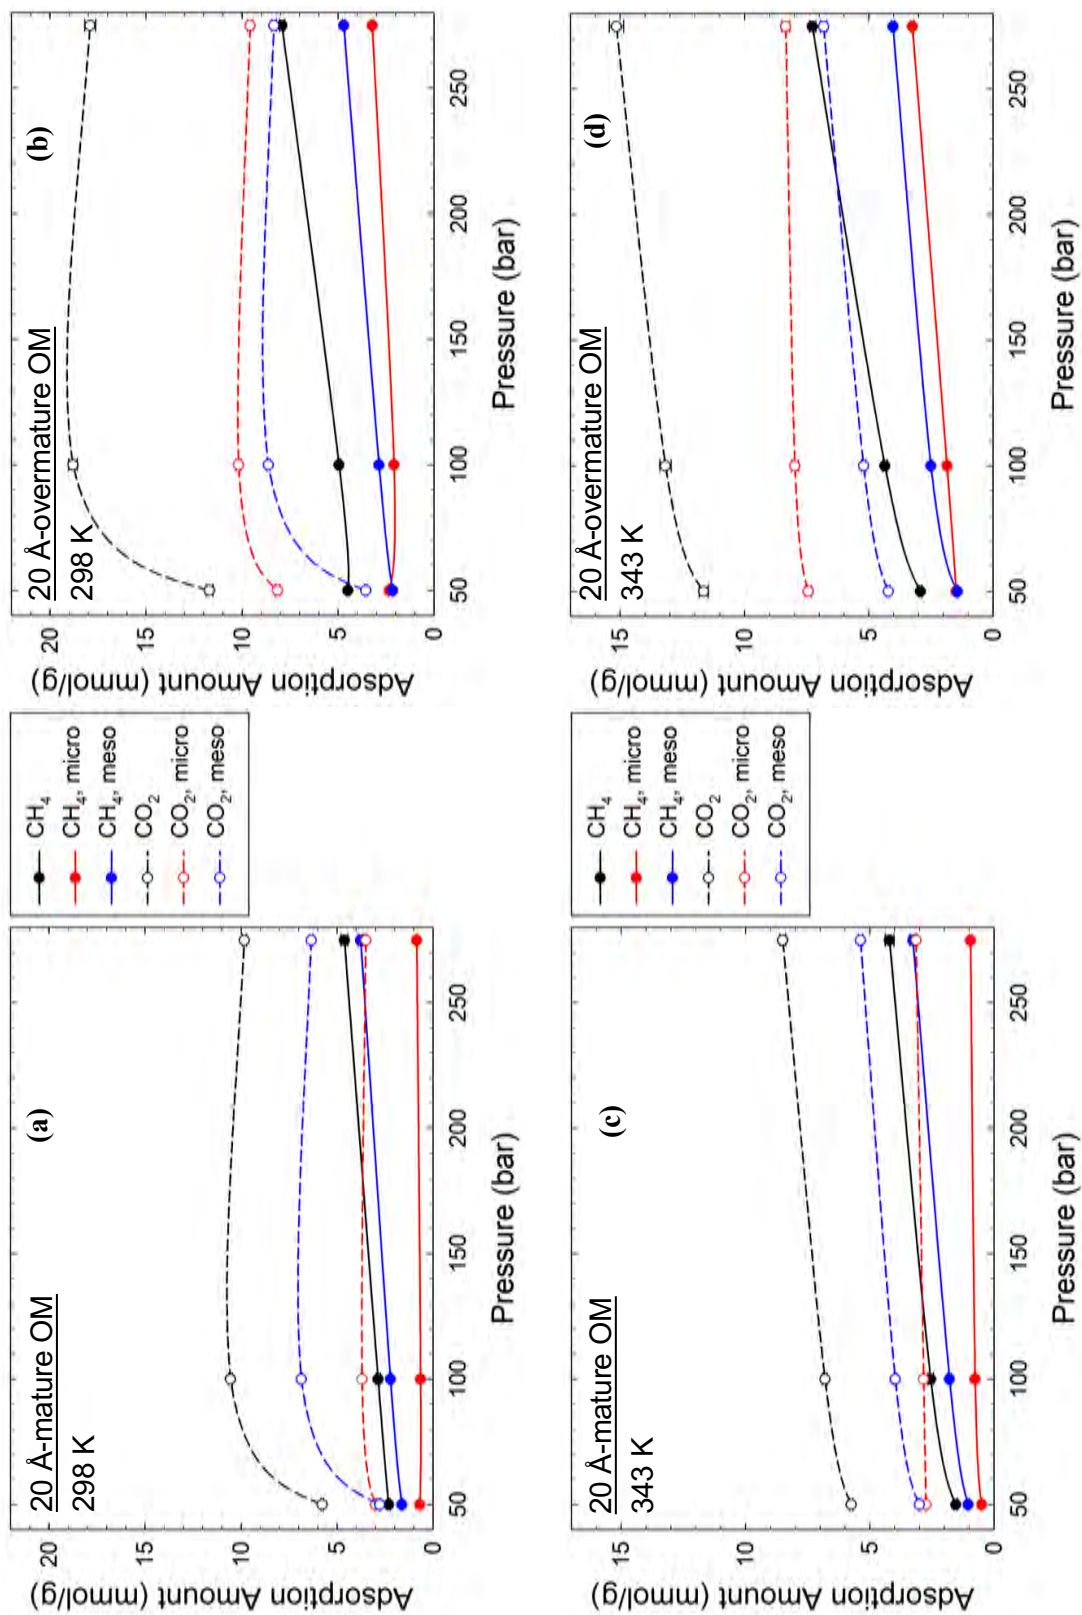 20 Å-mature OM
298 K
(a)
Adsorption Amount (mmol/g)
20
15
10
5
0
50
100
150
200
250
Pressure (bar)
CH4
CH4, micro
CH4, meso
CO2
CO2, micro
CO2, meso
20 Å-overmature OM
298 K
(b)
Adsorption Amount (mmol/g)
20
15
10
5
0
50
100
150
200
250
Pressure (bar)
20 Å-mature OM
343 K
(c)
Adsorption Amount (mmol/g)
15
10
5
0
50
100
150
200
250
Pressure (bar)
CH4
CH4, micro
CH4, meso
CO2
CO2, micro
CO2, meso
20 Å-overmature OM
343 K
(d)
Adsorption Amount (mmol/g)
15
10
5
0
50
100
150
200
250
Pressure (bar)